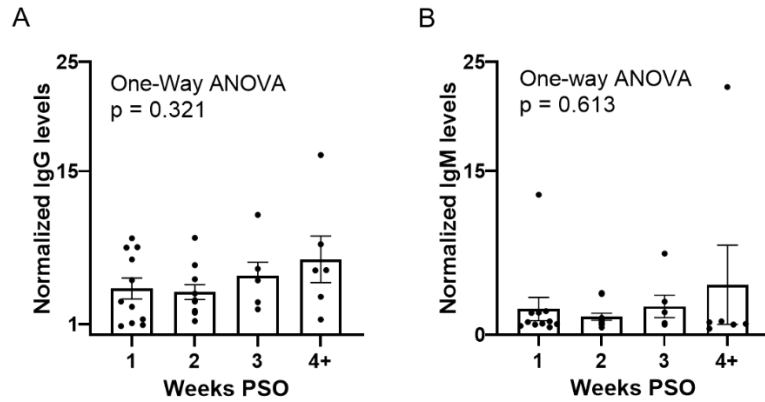 A
Normalized IgG levels
25
15
1
One-Way ANOVA
p = 0.321
1 2 3 4+
Weeks PSO
B
Normalized IgM levels
25
15
0
One-way ANOVA
p = 0.613
1 2 3 4+
Weeks PSO